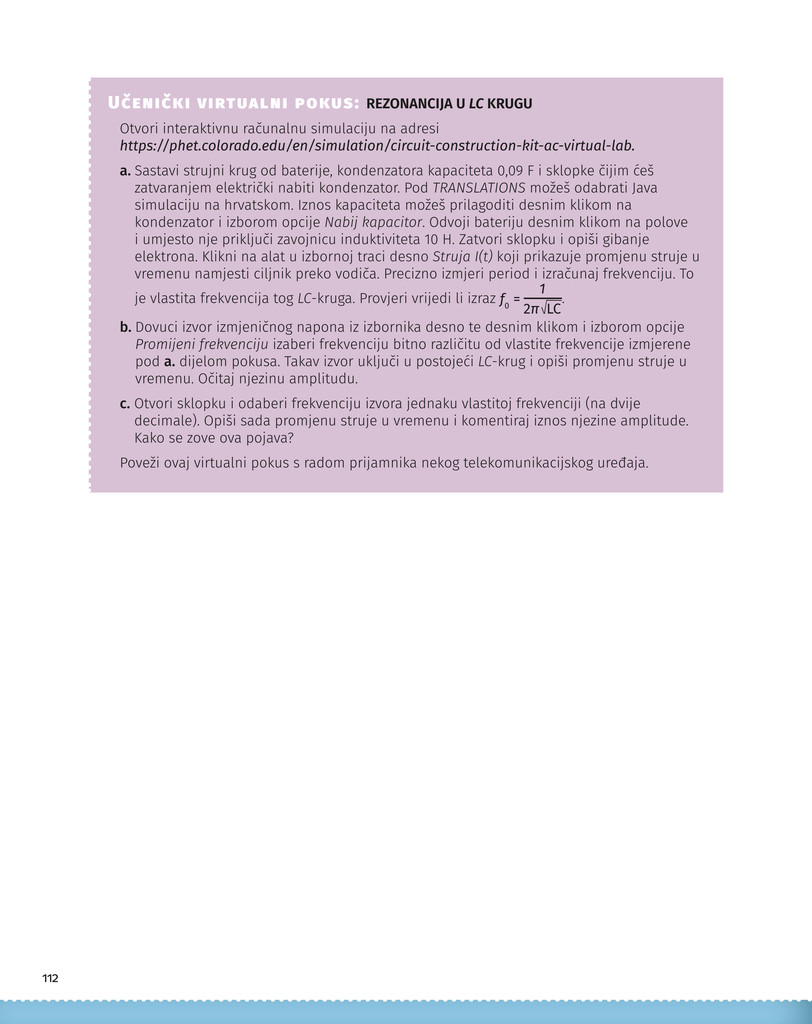 UČENIČKI VIRTUALNI POKUS: REZONANCIJA U LC KRUGU
Otvori interaktivnu računalnu simulaciju na adresi
https://phet.colorado.edu/en/simulation/circuit-construction-kit-ac-virtual-lab.
a. Sastavi strujni krug od baterije, kondenzatora kapaciteta 0,09 F i sklopke čijim ćeš
zatvaranjem električki nabiti kondenzator. Pod TRANSLATIONS možeš odabrati Java
simulaciju na hrvatskom. Iznos kapaciteta možeš prilagoditi desnim klikom na
kondenzator i izborom opcije Nabij kapacitor. Odvoji bateriju desnim klikom na polove
i umjesto nje priključi zavojnicu induktiviteta 10 H. Zatvori sklopku i opiši gibanje
elektrona. Klikni na alat u izbornoj traci desno Struja I(t) koji prikazuje promjenu struje u
vremenu namjesti ciljnik preko vodiča. Precizno izmjeri period i izračunaj frekvenciju. To
je vlastita frekvencija tog LC-kruga. Provjeri vrijedi li izraz f₀ = 1/2π√LC.
b. Dovuci izvor izmjeničnog napona iz izbornika desno te desnim klikom i izborom opcije
Promijeni frekvenciju izaberi frekvenciju bitno različitu od vlastite frekvencije izmjerene
pod a. dijelom pokusa. Takav izvor uključi u postojeći LC-krug i opiši promjenu struje u
vremenu. Očitaj njezinu amplitudu.
c. Otvori sklopku i odaberi frekvenciju izvora jednaku vlastitoj frekvenciji (na dvije
decimale). Opiši sada promjenu struje u vremenu i komentiraj iznos njezine amplitude.
Kako se zove ova pojava?
Poveži ovaj virtualni pokus s radom prijamnika nekog telekomunikacijskog uređaja.
112